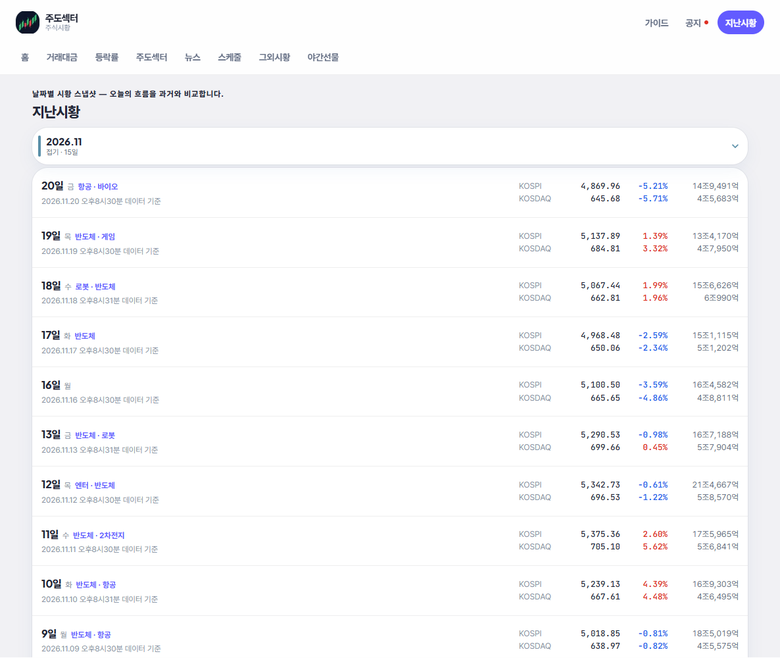 주도섹터
주식시황
가이드 공지 지난시황
홈 거래대금 등락률 주도섹터 뉴스 스케줄 그외시황 야간선물
날짜별 시황 스냅샷 — 오늘의 흐름을 과거와 비교합니다.
지난시황
2026.11
접기 · 15일
20일 금 항공 · 바이오 KOSPI 4,869.96 -5.21% 14조9,491억
2026.11.20 오후8시30분 데이터 기준 KOSDAQ 645.68 -5.71% 4조5,683억
19일 목 반도체 · 게임 KOSPI 5,137.89 1.39% 13조4,170억
2026.11.19 오후8시30분 데이터 기준 KOSDAQ 684.81 3.32% 4조7,950억
18일 수 로봇 · 반도체 KOSPI 5,067.44 1.99% 15조6,626억
2026.11.18 오후8시31분 데이터 기준 KOSDAQ 662.81 1.96% 6조990억
17일 화 반도체 KOSPI 4,968.48 -2.59% 15조1,115억
2026.11.17 오후8시30분 데이터 기준 KOSDAQ 650.06 -2.34% 5조1,202억
16일 월 KOSPI 5,100.50 -3.59% 16조4,582억
2026.11.16 오후8시30분 데이터 기준 KOSDAQ 665.65 -4.86% 4조8,811억
13일 금 반도체 · 로봇 KOSPI 5,290.53 -0.98% 16조7,188억
2026.11.13 오후8시31분 데이터 기준 KOSDAQ 699.66 0.45% 5조7,904억
12일 목 엔터 · 반도체 KOSPI 5,342.73 -0.61% 21조4,667억
2026.11.12 오후8시30분 데이터 기준 KOSDAQ 696.53 -1.22% 5조8,570억
11일 수 반도체 · 2차전지 KOSPI 5,375.36 2.60% 17조5,965억
2026.11.11 오후8시30분 데이터 기준 KOSDAQ 705.10 5.62% 5조6,841억
10일 화 반도체 · 항공 KOSPI 5,239.13 4.39% 16조9,303억
2026.11.10 오후8시31분 데이터 기준 KOSDAQ 667.61 4.48% 4조6,495억
9일 월 반도체 · 항공 KOSPI 5,018.85 -0.81% 18조5,019억
2026.11.09 오후8시30분 데이터 기준 KOSDAQ 638.97 -0.82% 4조5,575억